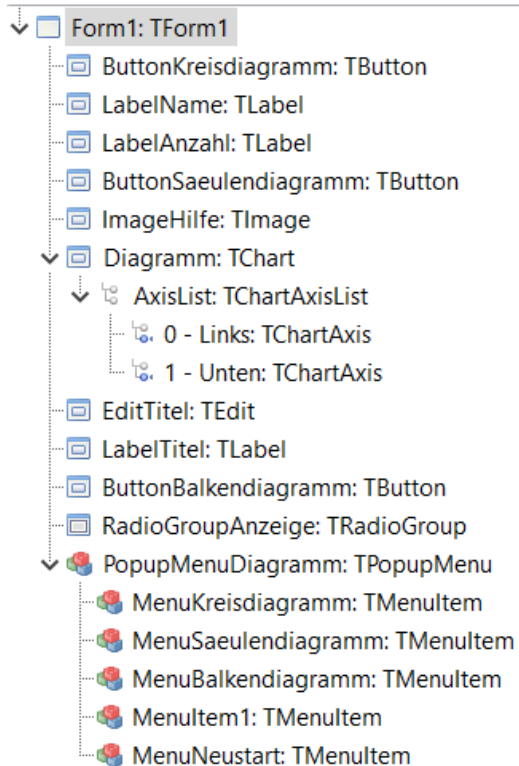 Form1: TForm1
ButtonKreisdiagramm: TButton
LabelName: TLabel
LabelAnzahl: TLabel
ButtonSaeulendiagramm: TButton
ImageHilfe: TImage
Diagramm: TChart
AxisList: TChartAxisList
0 - Links: TChartAxis
1 - Unten: TChartAxis
EditTitel: TEdit
LabelTitel: TLabel
ButtonBalkendiagramm: TButton
RadioGroupAnzeige: TRadioGroup
PopupMenuDiagramm: TPopupMenu
MenuKreisdiagramm: TMenuItem
MenuSaeulendiagramm: TMenuItem
MenuBalkendiagramm: TMenuItem
MenuItem1: TMenuItem
MenuNeustart: TMenuItem